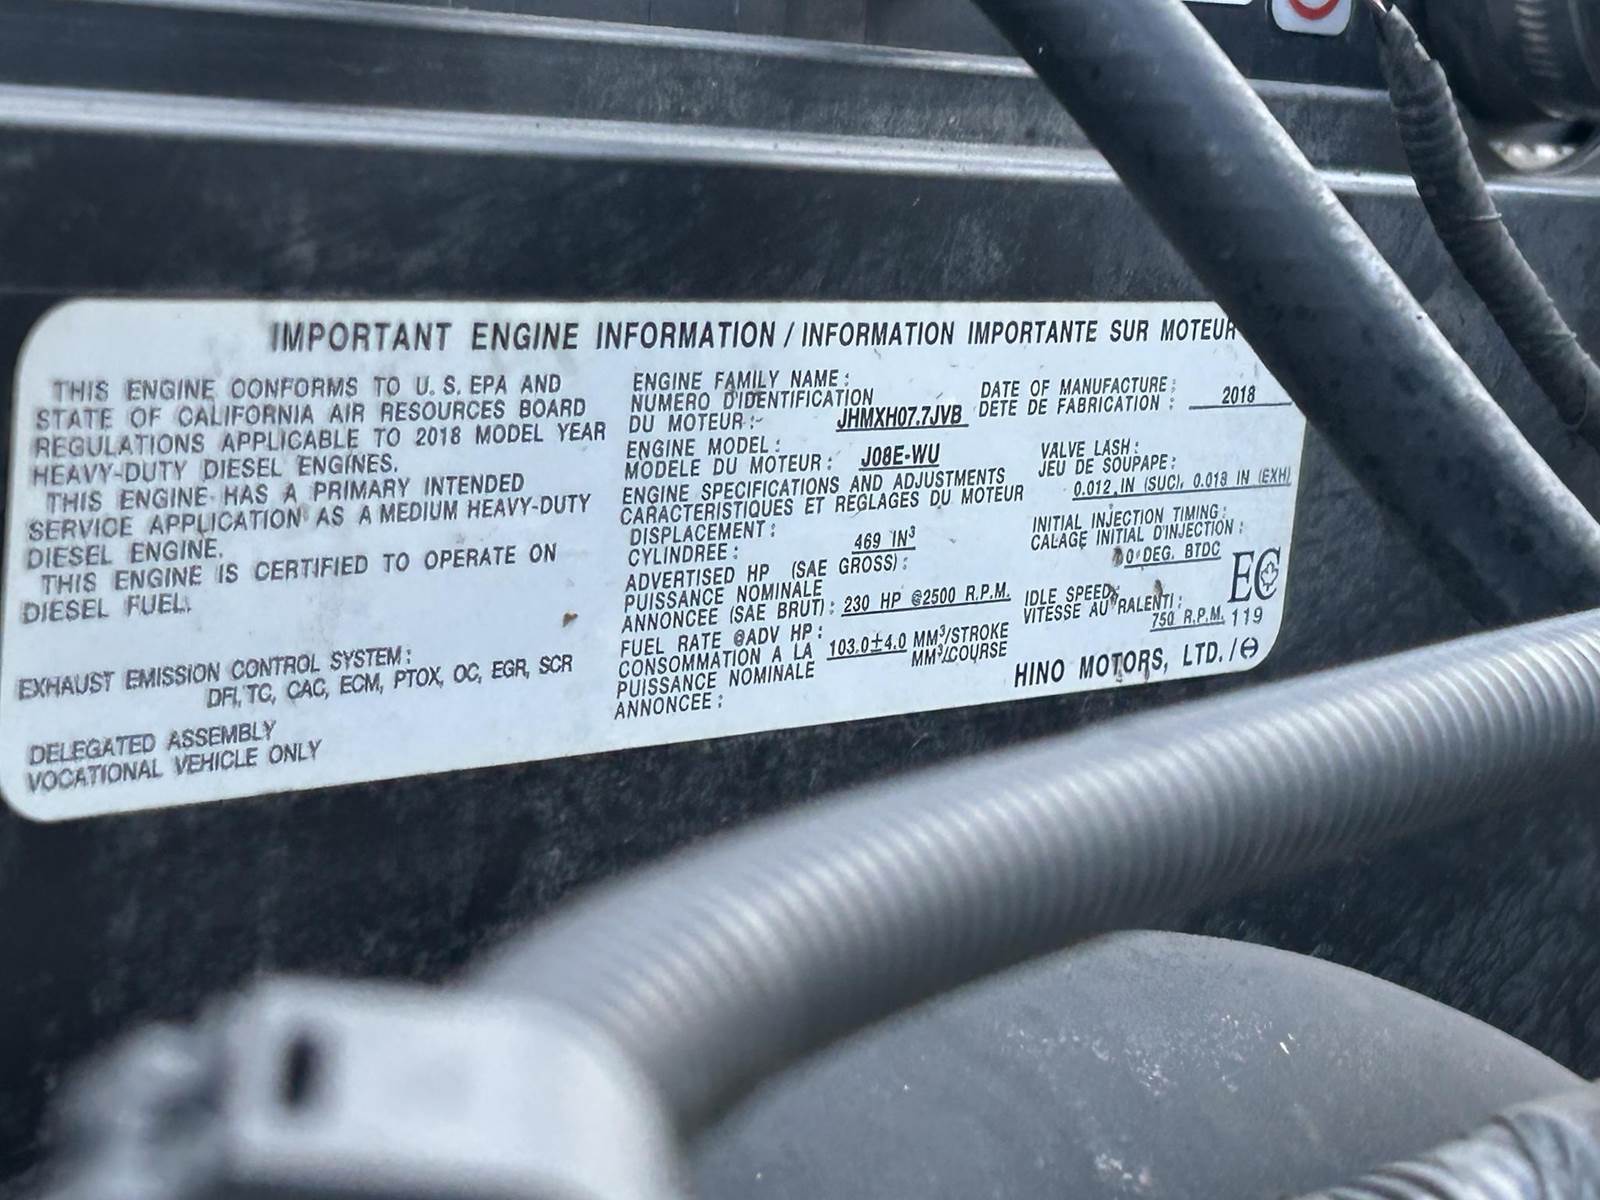 IMPORTANT ENGINE INFORMATION / INFORMATION IMPORTANTE SUR MOTEUR
THIS ENGINE CONFORMS TO U.S. EPA AND
STATE OF CALIFORNIA AIR RESOURCES BOARD
REGULATIONS APPLICABLE TO 2018 MODEL YEAR
HEAVY-DUTY DIESEL ENGINES.
THIS ENGINE HAS A PRIMARY INTENDED
SERVICE APPLICATION AS A MEDIUM HEAVY-DUTY
DIESEL ENGINE.
THIS ENGINE IS CERTIFIED TO OPERATE ON
DIESEL FUEL.
EXHAUST EMISSION CONTROL SYSTEM:
DFI, TC, CAC, ECM, PTOX, OC, EGR, SCR
DELEGATED ASSEMBLY
VOCATIONAL VEHICLE ONLY
ENGINE FAMILY NAME:
NUMERO D'IDENTIFICATION
DU MOTEUR: JHMXH07.7JVB
ENGINE MODEL:
MODELE DU MOTEUR: J08E-WU
ENGINE SPECIFICATIONS AND ADJUSTMENTS
CARACTERISTIQUES ET REGLAGES DU MOTEUR
DISPLACEMENT:
CYLINDREE: 469 IN³
ADVERTISED HP (SAE GROSS):
PUISSANCE NOMINALE
ANNONCEE (SAE BRUT): 230 HP @2500 R.P.M.
FUEL RATE @ADV HP:
CONSOMMATION A LA 103.0±4.0 MM³/STROKE
PUISSANCE NOMINALE MM³/COURSE
ANNONCEE:
DATE OF MANUFACTURE:
DETE DE FABRICATION: 2018
VALVE LASH:
JEU DE SOUPAPE:
0.012 IN (SUC), 0.018 IN (EXH)
INITIAL INJECTION TIMING:
CALAGE INITIAL D'INJECTION:
0 DEG. BTDC
IDLE SPEED:
VITESSE AU RALENTI:
750 R.P.M.
EC
119
HINO MOTORS, LTD. /